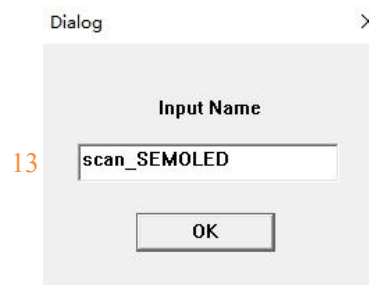 Dialog
Input Name
13
scan_SEMOLED
OK